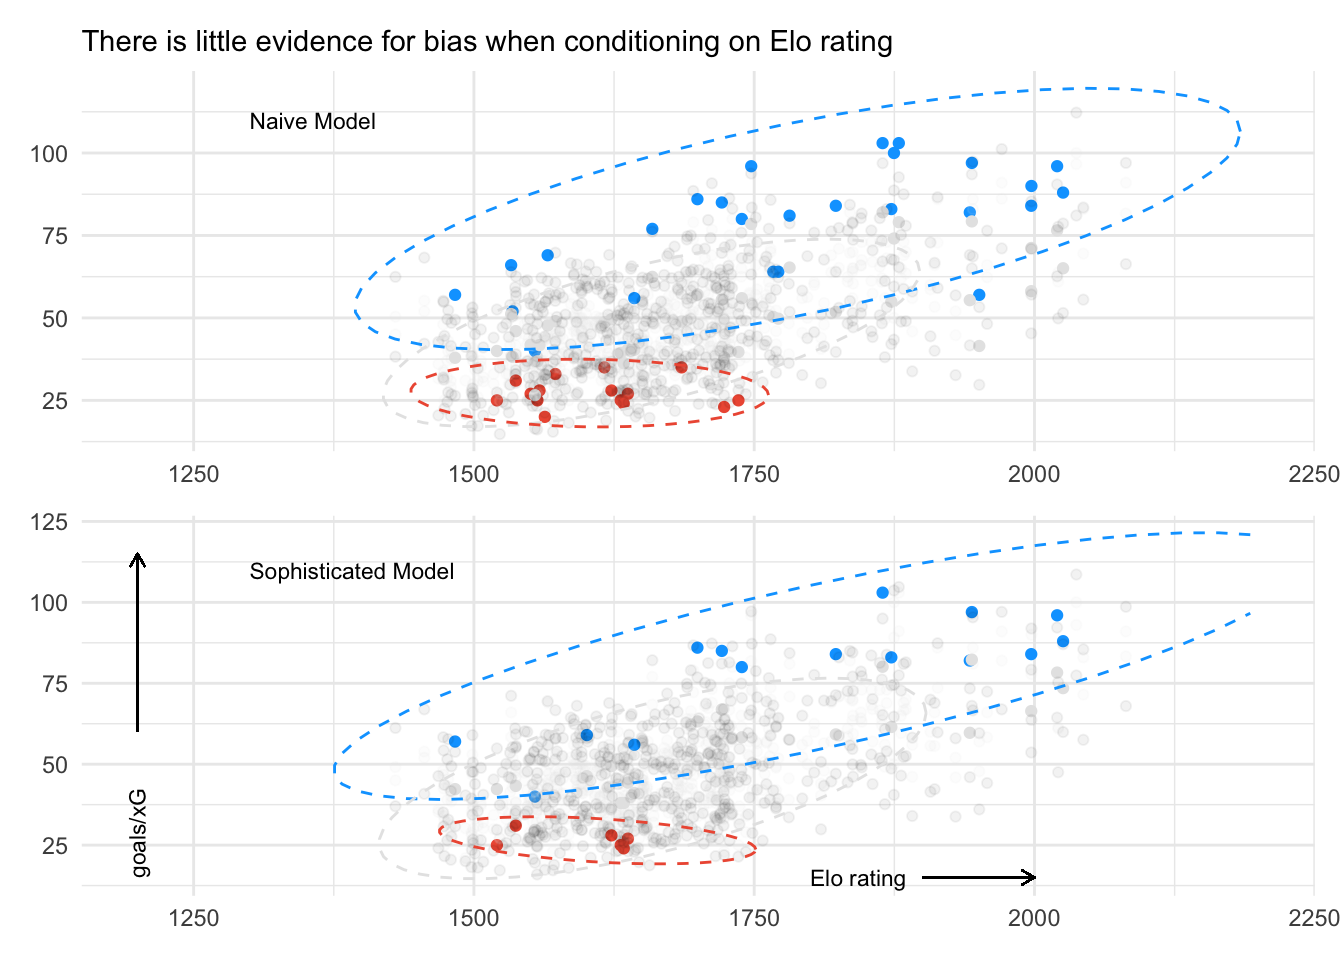 There is little evidence for bias when conditioning on Elo rating
Naive Model
100
75
50
25
1250 1500 1750 2000 2250
125
Sophisticated Model
100
75
50
goals/xG
25
Elo rating
1250 1500 1750 2000 2250